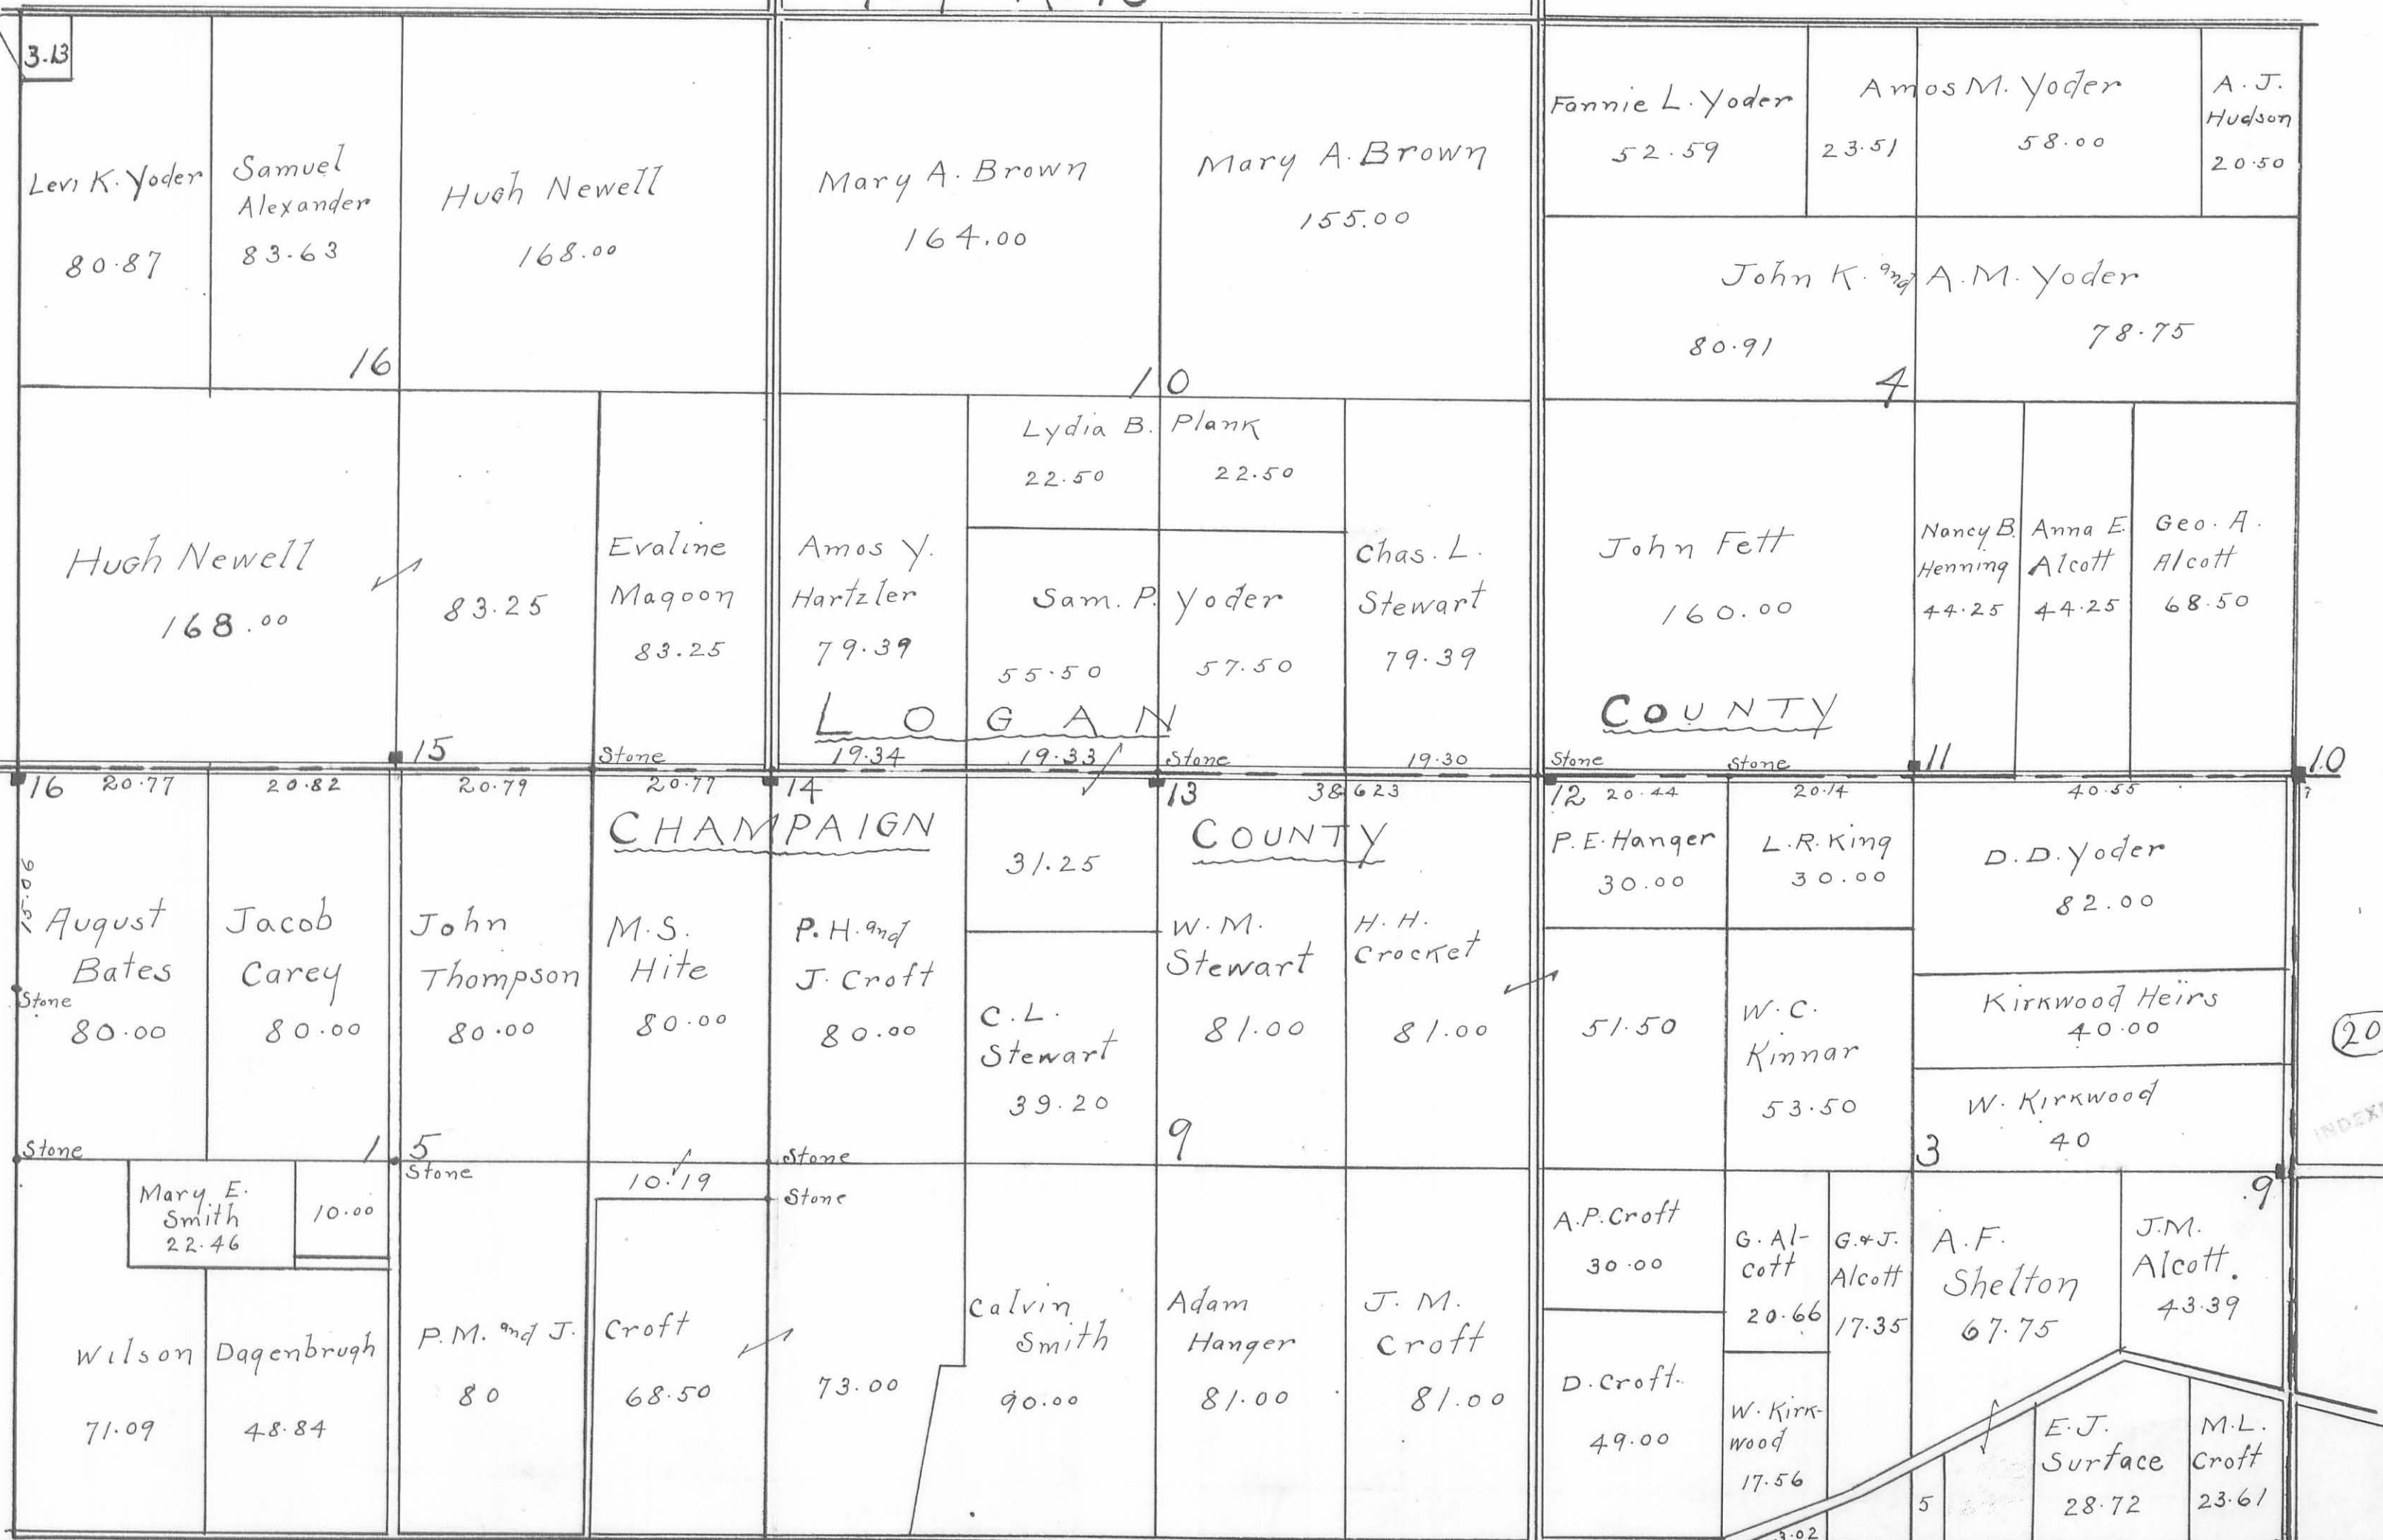 3.13
Levi K. Yoder
80.87
Samuel
Alexander
83.63
Hugh Newell
168.00
16
Mary A. Brown
164.00
Mary A. Brown
155.00
10
Fannie L. Yoder
52.59
Amos M. Yoder
23.51
58.00
A. J.
Hudson
20.50
John K. and A.M. Yoder
80.91
78.75
4
Hugh Newell
168.00
83.25
Evaline
Magoon
83.25
Amos Y.
Hartzler
79.39
Lydia B. Plank
22.50
22.50
Sam. P. Yoder
55.50
57.50
Chas. L.
Stewart
79.39
John Fett
160.00
Nancy B.
Henning
44.25
Anna E.
Alcott
44.25
Geo. A.
Alcott
68.50
LOGAN
COUNTY
15
Stone
19.34
19.33
Stone
19.30
Stone
Stone
11
10
16
20.77
20.82
20.79
20.77
14
13
38.623
12
20.44
20.14
40.55
CHAMPAIGN
COUNTY
15.06
Stone
August
Bates
80.00
Jacob
Carey
80.00
John
Thompson
80.00
M.S.
Hite
80.00
P. H. and
J. Croft
80.00
31.25
C. L.
Stewart
39.20
W. M.
Stewart
81.00
H. H.
Crocket
81.00
P. E. Hanger
30.00
L. R. King
30.00
D. D. Yoder
82.00
51.50
W. C.
Kinnar
53.50
Kirkwood Heirs
40.00
W. Kirkwood
40
20
Stone
1
5
Stone
Stone
9
3
9
Mary E.
Smith
22.46
10.00
10.19
Stone
Wilson Dagenbrugh
71.09
48.84
P.M. and J. Croft
80
68.50
73.00
Calvin
Smith
90.00
Adam
Hanger
81.00
J. M.
Croft
81.00
A.P. Croft
30.00
D. Croft.
49.00
G. Al-
cott
20.66
G. & J.
Alcott
17.35
W. Kirk-
wood
17.56
A. F.
Shelton
67.75
J.M.
Alcott.
43.39
5
E. J.
Surface
28.72
M.L.
Croft
23.61
3.02